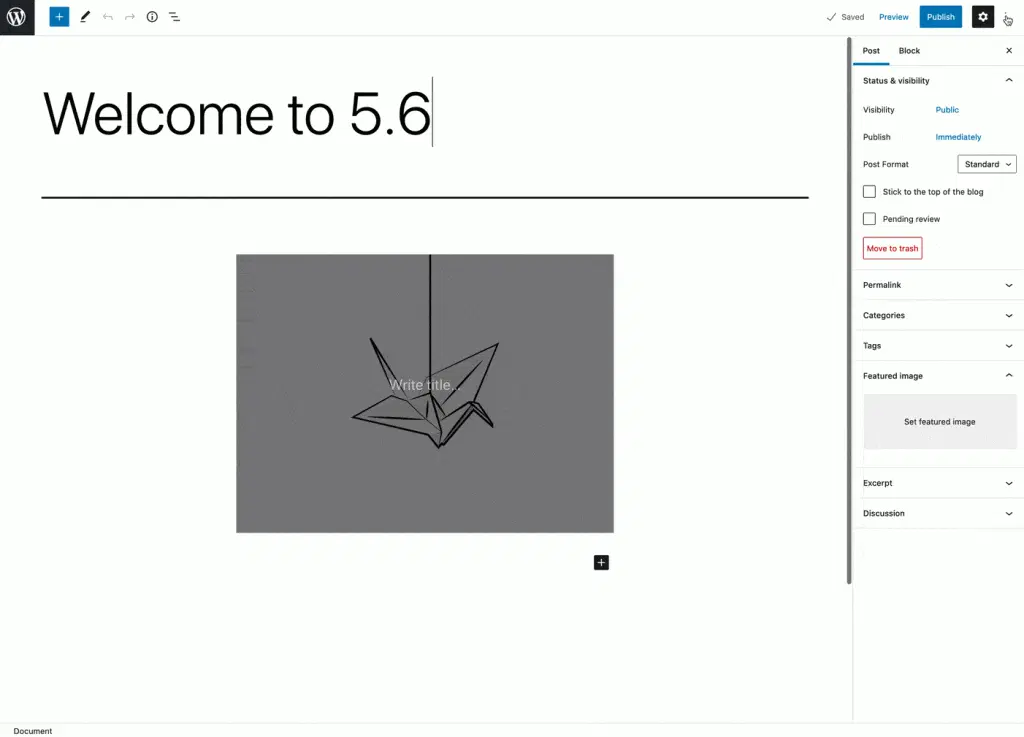 Saved Preview Publish
Welcome to 5.6
Write title...
Post Block
Status & visibility
Visibility Public
Publish Immediately
Post Format Standard
Stick to the top of the blog
Pending review
Move to trash
Permalink
Categories
Tags
Featured image
Set featured image
Excerpt
Discussion
Document